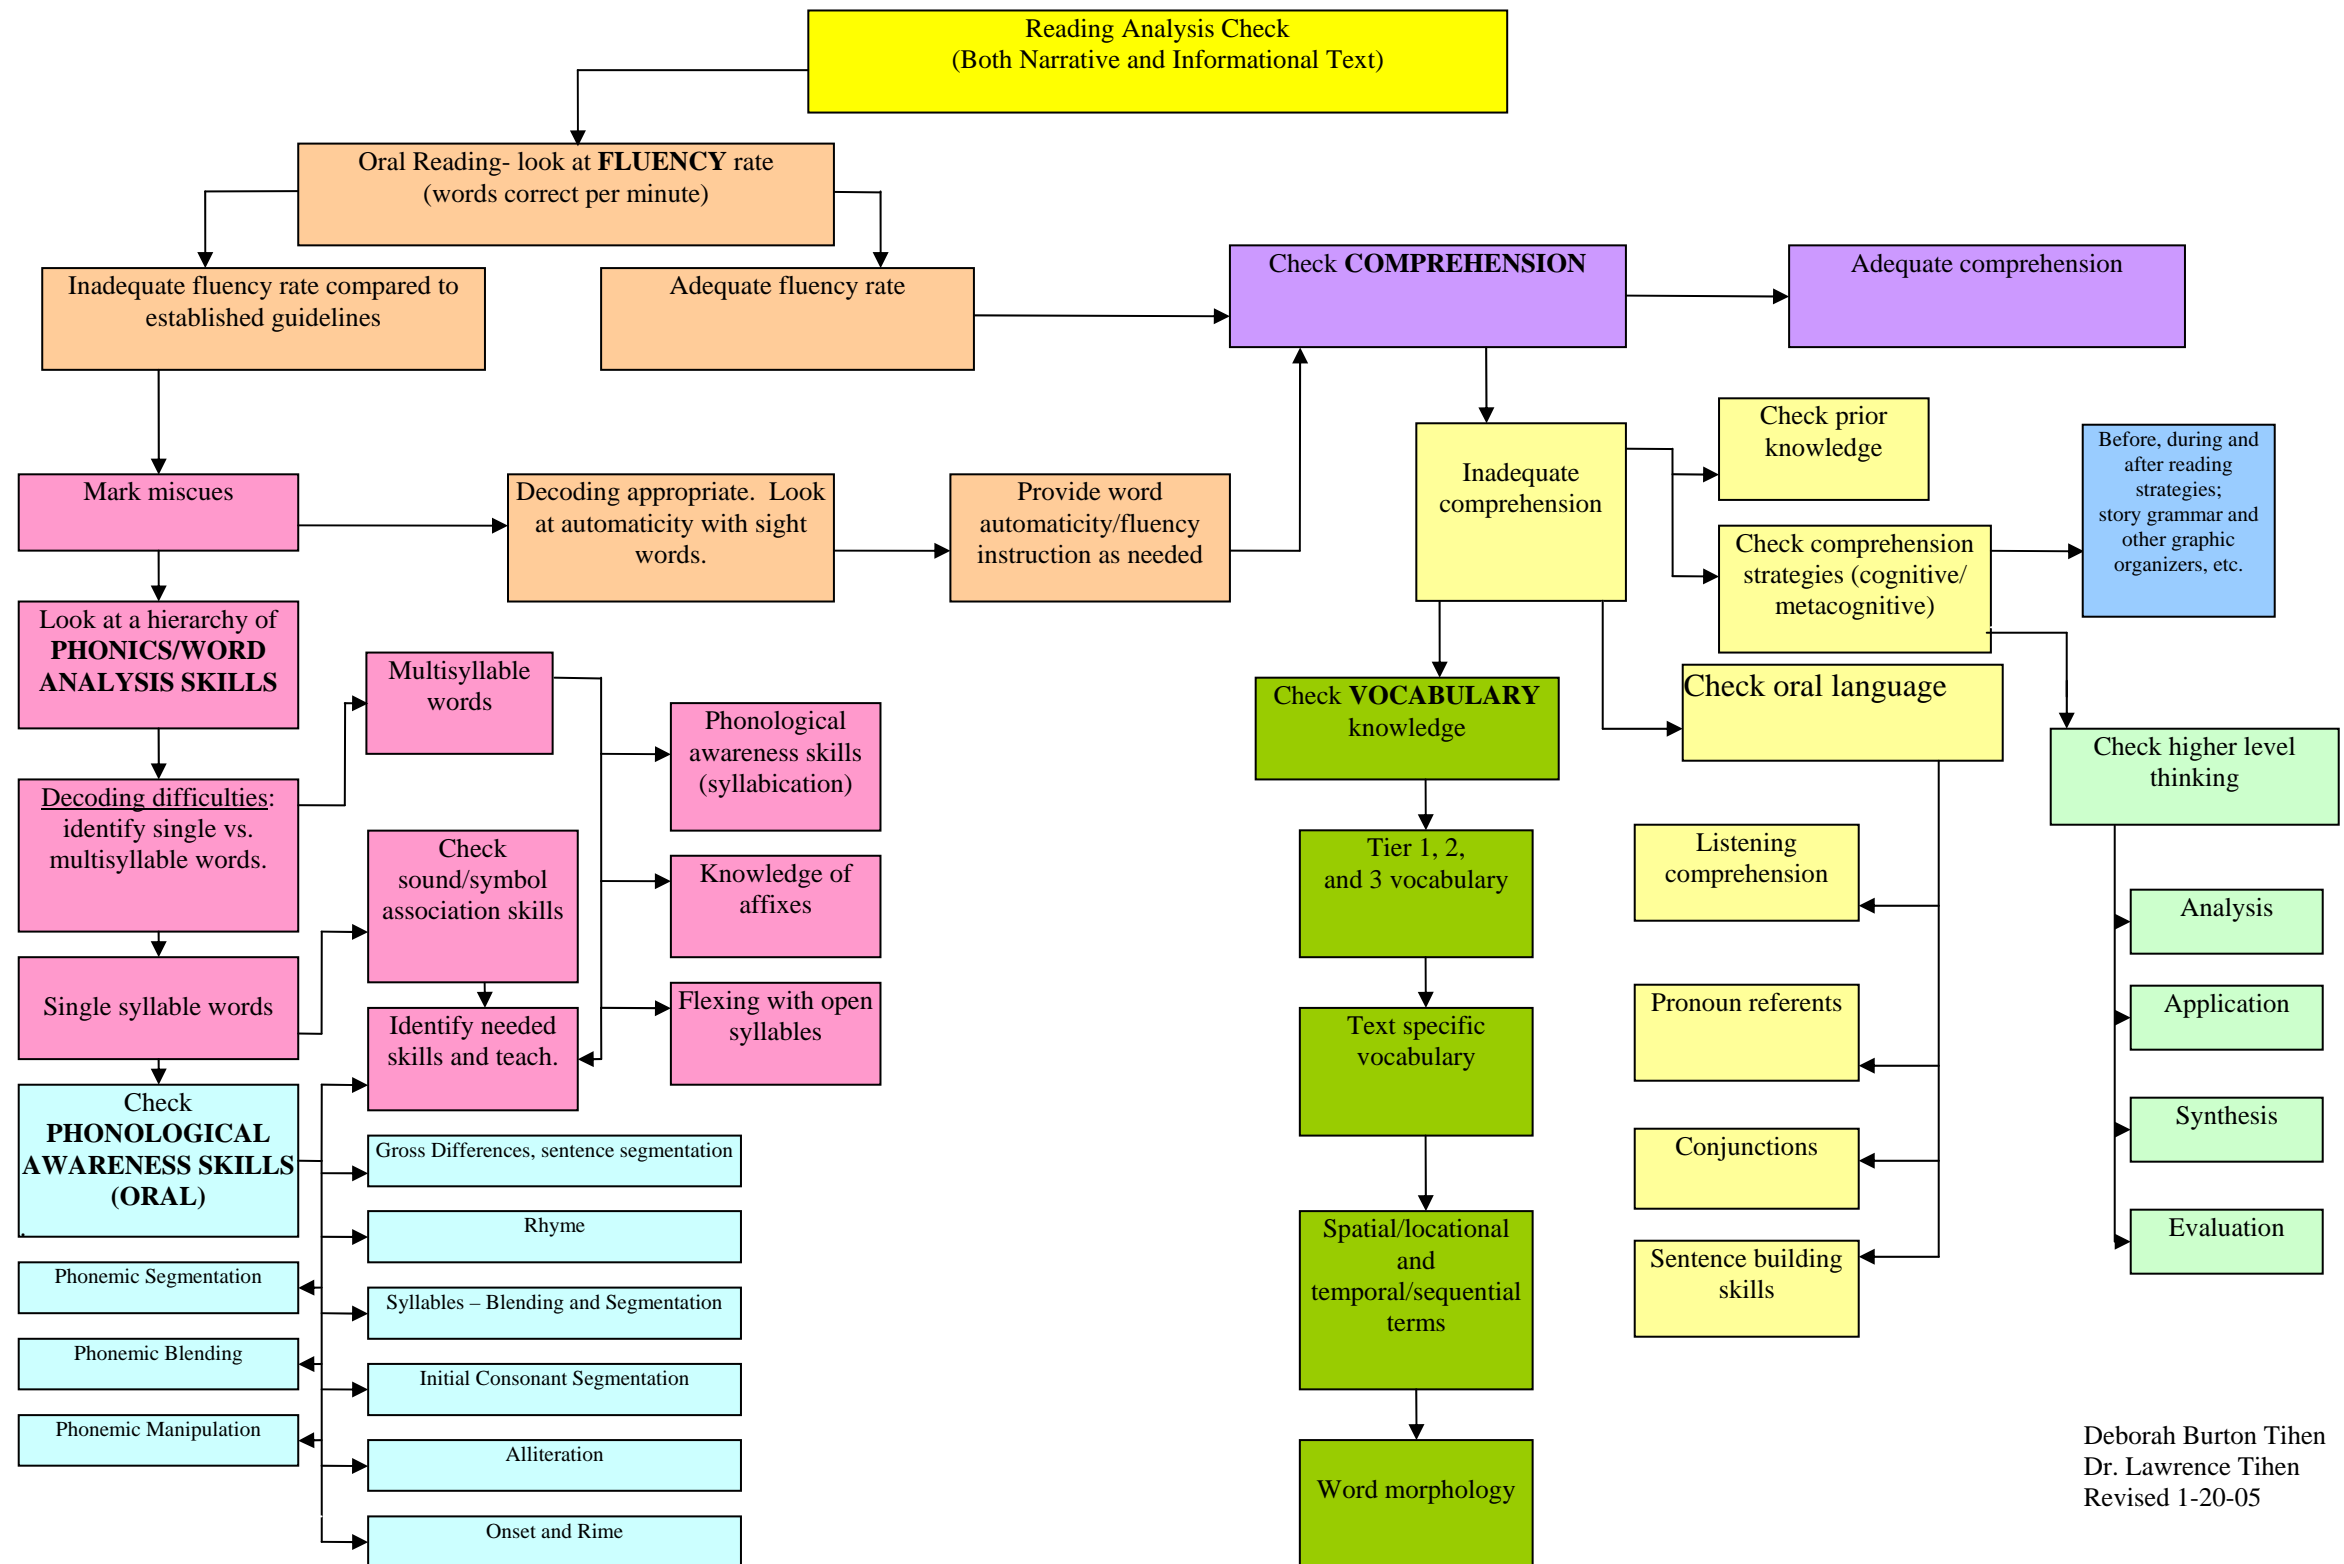 Reading Analysis Check
(Both Narrative and Informational Text)
Oral Reading- look at FLUENCY rate
(words correct per minute)
Inadequate fluency rate compared to
established guidelines
Adequate fluency rate
Check COMPREHENSION
Adequate comprehension
Mark miscues
Decoding appropriate.  Look
at automaticity with sight
words.
Provide word
automaticity/fluency
instruction as needed
Inadequate
comprehension
Check prior
knowledge
Check comprehension
strategies (cognitive/
metacognitive)
Before, during and
after reading
strategies;
story grammar and
other graphic
organizers, etc.
Look at a hierarchy of
PHONICS/WORD
ANALYSIS SKILLS
Multisyllable
words
Phonological
awareness skills
(syllabication)
Check VOCABULARY
knowledge
Check oral language
Check higher level
thinking
Decoding difficulties:
identify single vs.
multisyllable words.
Check
sound/symbol
association skills
Knowledge of
affixes
Tier 1, 2,
and 3 vocabulary
Listening
comprehension
Analysis
Single syllable words
Identify needed
skills and teach.
Flexing with open
syllables
Text specific
vocabulary
Pronoun referents
Application
Check
PHONOLOGICAL
AWARENESS SKILLS
(ORAL)
.
Gross Differences, sentence segmentation
Conjunctions
Synthesis
Rhyme
Spatial/locational
and
temporal/sequential
terms
Sentence building
skills
Evaluation
Phonemic Segmentation
Syllables – Blending and Segmentation
Phonemic Blending
Initial Consonant Segmentation
Phonemic Manipulation
Alliteration
Word morphology
Onset and Rime
Deborah Burton Tihen
Dr. Lawrence Tihen
Revised 1-20-05